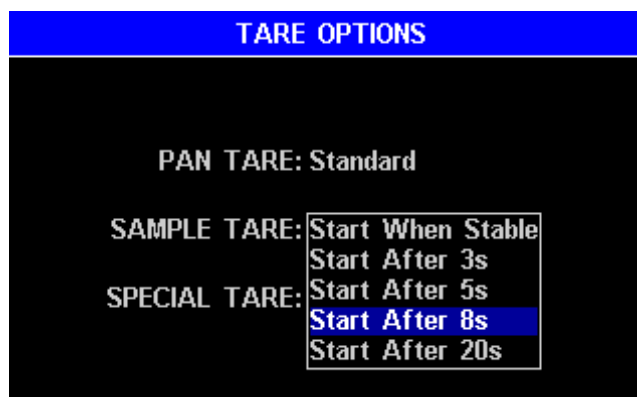 TARE OPTIONS
PAN TARE: Standard
SAMPLE TARE: Start When Stable
Start After 3s
SPECIAL TARE: Start After 5s
Start After 8s
Start After 20s